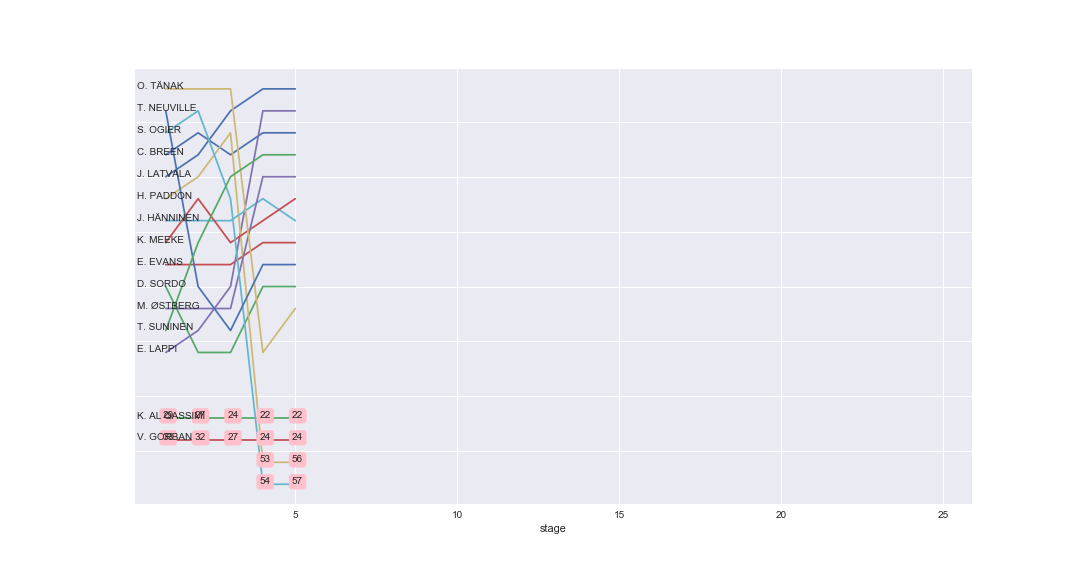 O. TÄNAK
T. NEUVILLE
S. OGIER
C. BREEN
J. LATVALA
H. PADDON
J. HÄNNINEN
K. MEEKE
E. EVANS
D. SORDO
M. ØSTBERG
T. SUNINEN
E. LAPPI
K. AL QASSIMI 24 22 22
V. GORBAN 32 27 24 24
53 56
54 57
5 10 15 20 25
stage